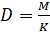 D = M/K